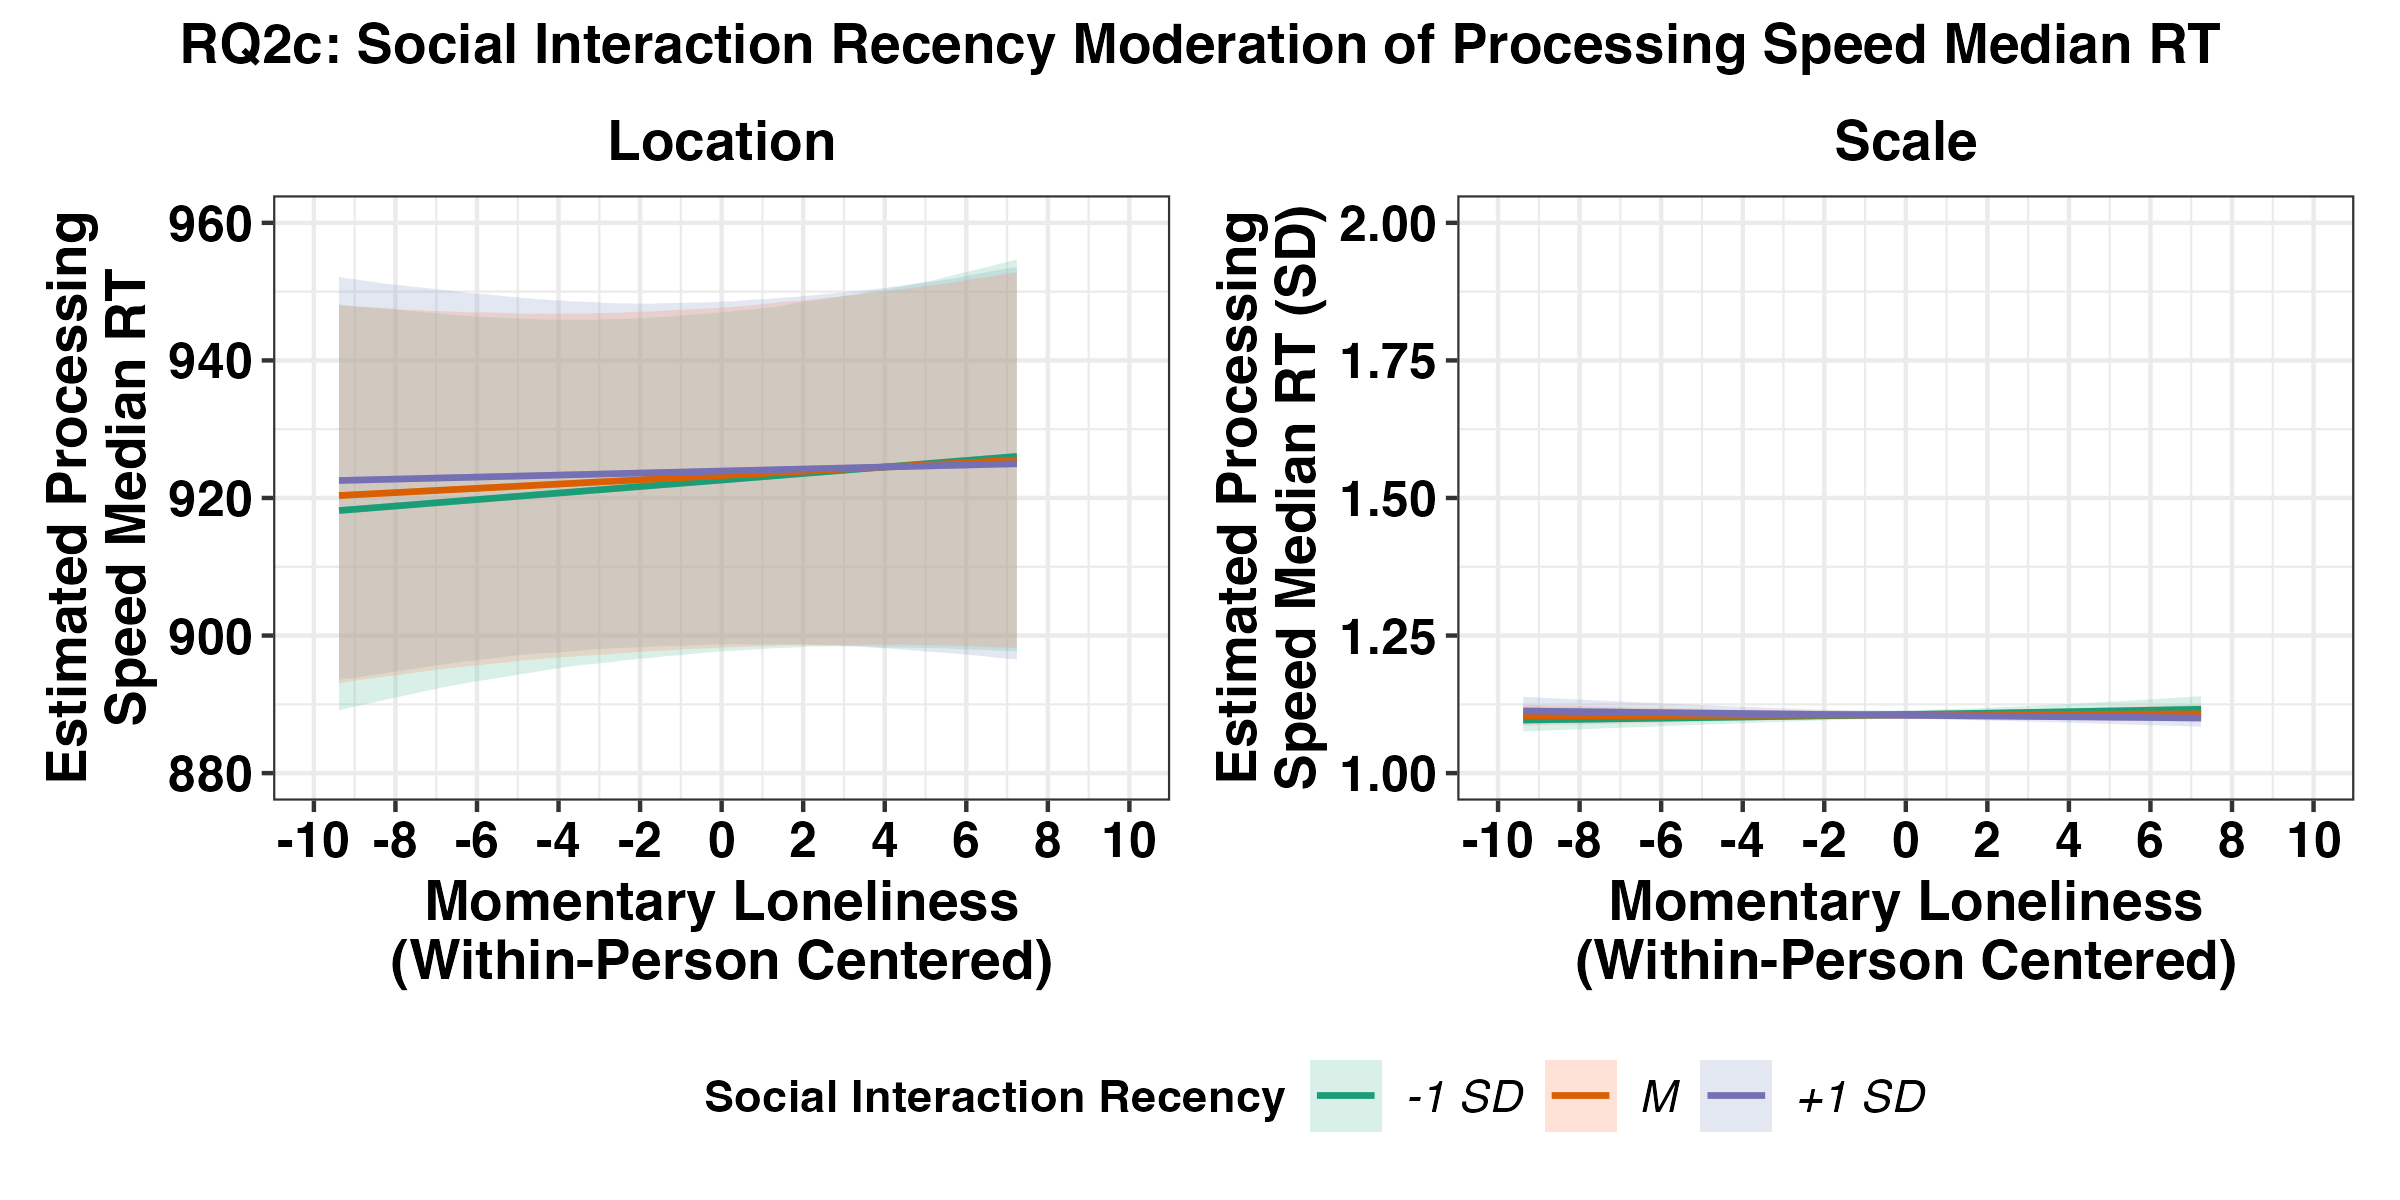 RQ2c: Social Interaction Recency Moderation of Processing Speed Median RT
Location
Estimated Processing
Speed Median RT
960
940
920
900
880
-10 -8 -6 -4 -2 0 2 4 6 8 10
Momentary Loneliness
(Within-Person Centered)
Scale
Estimated Processing
Speed Median RT (SD)
2.00
1.75
1.50
1.25
1.00
-10 -8 -6 -4 -2 0 2 4 6 8 10
Momentary Loneliness
(Within-Person Centered)
Social Interaction Recency -1 SD M +1 SD